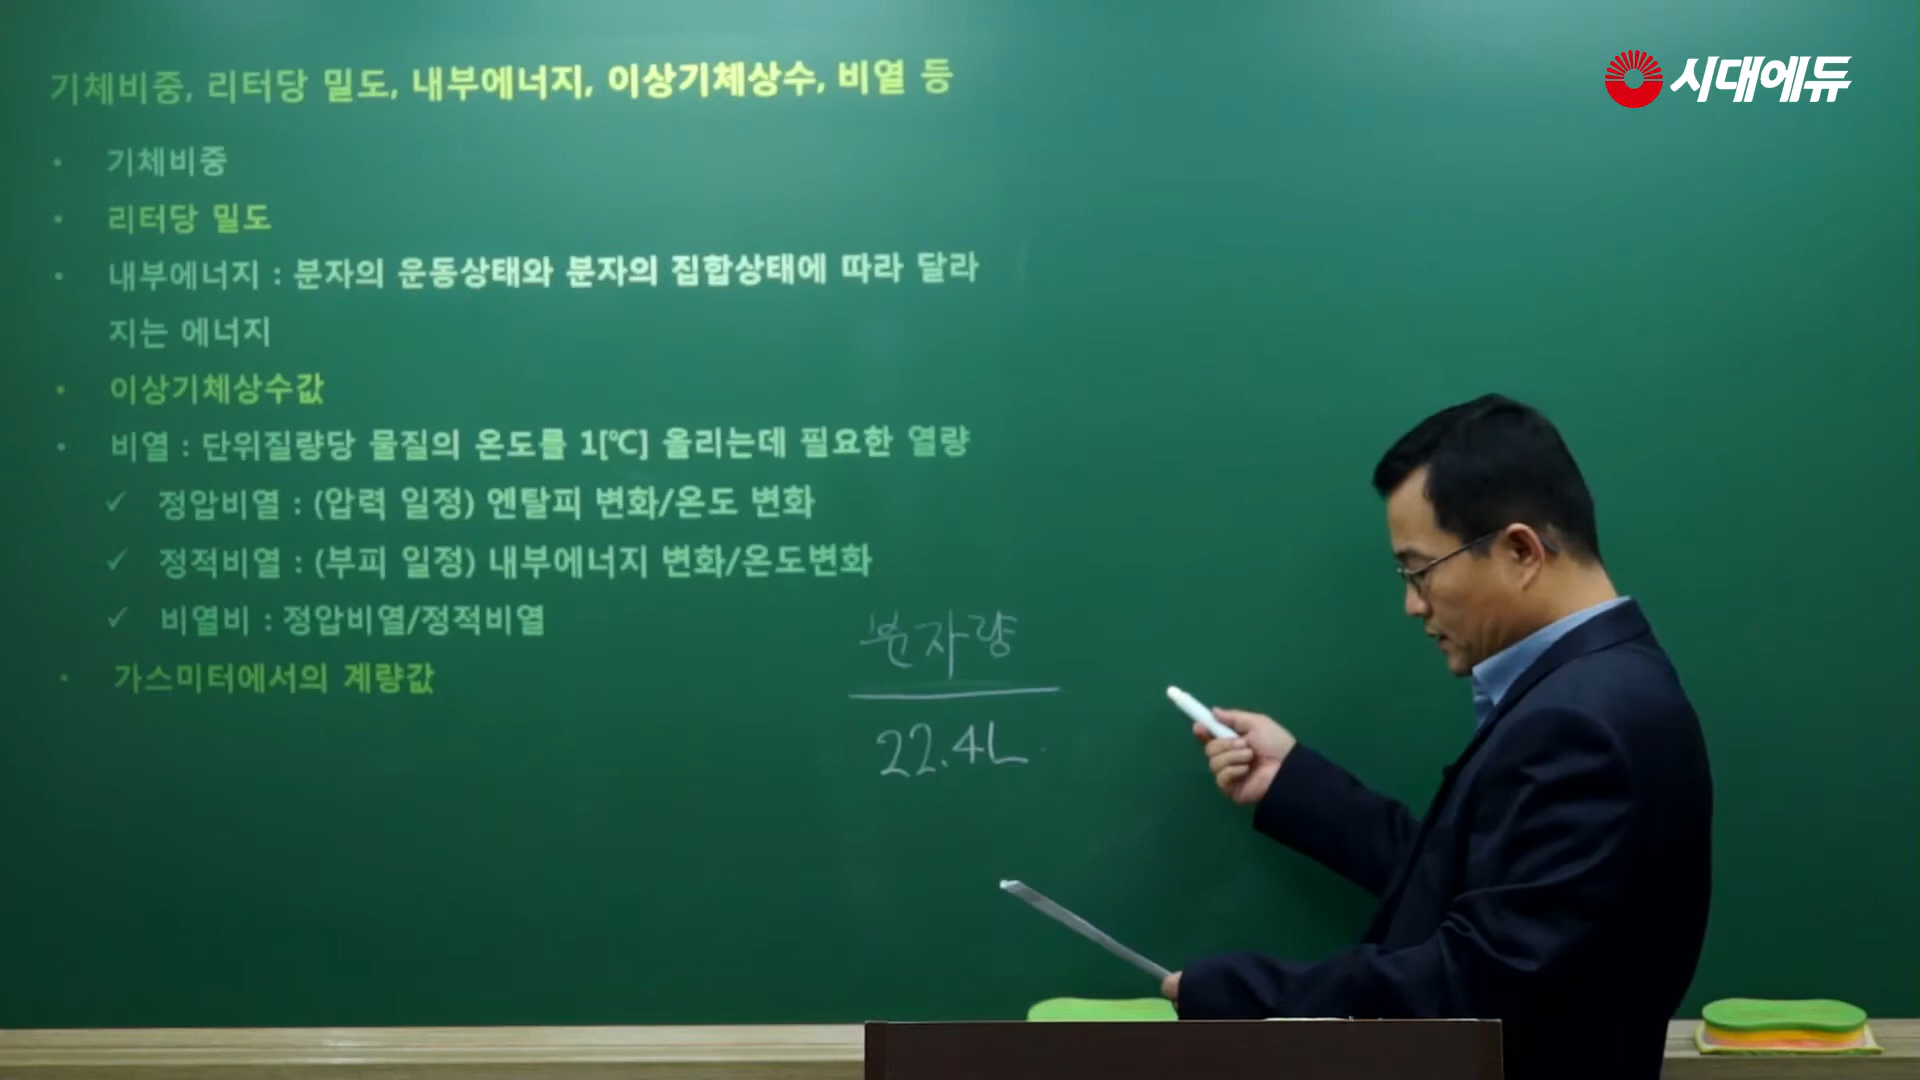 기체비중, 리터당 밀도, 내부에너지, 이상기체상수, 비열 등
시대에듀
• 기체비중
• 리터당 밀도
• 내부에너지 : 분자의 운동상태와 분자의 집합상태에 따라 달라
지는 에너지
• 이상기체상수값
• 비열 : 단위질량당 물질의 온도를 1[℃] 올리는데 필요한 열량
✓ 정압비열 : (압력 일정) 엔탈피 변화/온도 변화
✓ 정적비열 : (부피 일정) 내부에너지 변화/온도변화
✓ 비열비 : 정압비열/정적비열
• 가스미터에서의 계량값
분자량
22.4L